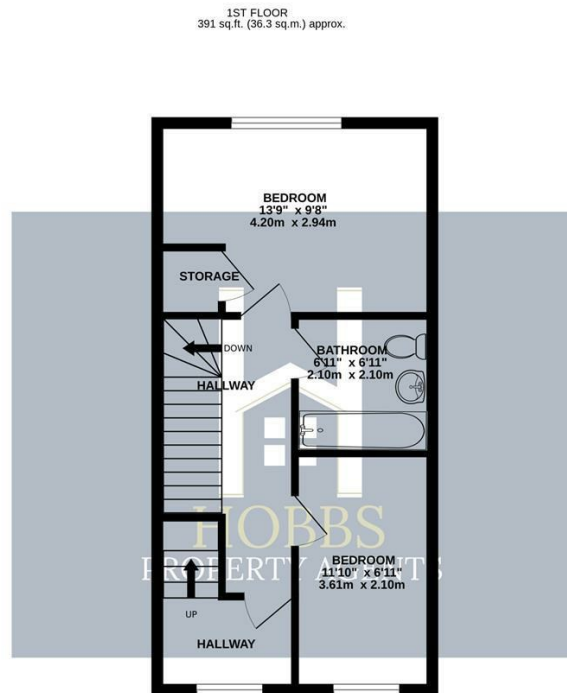 1ST FLOOR
391 sq.ft. (36.3 sq.m.) approx.
BEDROOM
13'9" x 9'8"
4.20m x 2.94m
STORAGE
DOWN
HALLWAY
BATHROOM
6'11" x 6'11"
2.10m x 2.10m
HOBBS
PROPERTY AGENTS
BEDROOM
11'10" x 6'11"
3.61m x 2.10m
UP
HALLWAY